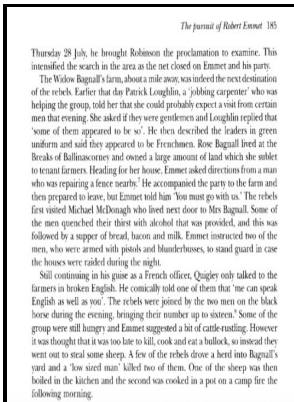 The pursuit of Robert Emmet 185
Thursday 28 July, he brought Robinson the proclamation to examine. This
intensified the search in the area as the net closed on Emmet and his party.
The Widow Bagnall's farm, about a mile away, was indeed the next destination
of the rebels. Earlier that day Patrick Loughlin, a 'jobbing carpenter' who was
helping the group, told her that she could probably expect a visit from certain
men that evening. She asked if they were gentlemen and Loughlin replied that
'some of them appeared to be so'. He then described the leaders in green
uniform and said they appeared to be Frenchmen. Rose Bagnall lived at the
Breaks of Ballinascorney and owned a large amount of land which she sublet
to tenant farmers. Heading for her house, Emmet asked directions from a man
who was repairing a fence nearby.⁷ He accompanied the party to the farm and
then prepared to leave, but Emmet told him 'You must go with us.' The rebels
first visited Michael McDonagh who lived next door to Mrs Bagnall. Some of
the men quenched their thirst with alcohol that was provided, and this was
followed by a supper of bread, bacon and milk. Emmet instructed two of the
men, who were armed with pistols and blunderbusses, to stand guard in case
the houses were raided during the night.
Still continuing in his guise as a French officer, Quigley only talked to the
farmers in broken English. He comically told one of them that 'me can speak
English as well as you'. The rebels were joined by the two men on the black
horse during the evening, bringing their number up to sixteen.⁸ Some of the
group were still hungry and Emmet suggested a bit of cattle-rustling. However
it was thought that it was too late to kill, cook and eat a bullock, so instead they
went out to steal some sheep. A few of the rebels drove a herd into Bagnall's
yard and a 'low sized man' killed two of them. One of the sheep was then
boiled in the kitchen and the second was cooked in a pot on a camp fire the
following morning.